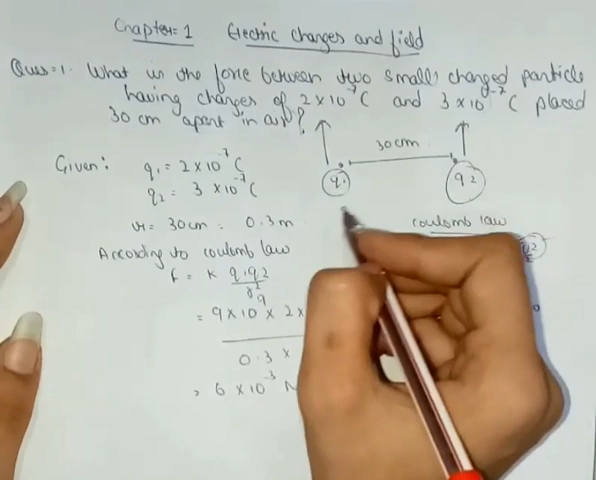 Chapter= 1 Electric charges and field
Ques=1. What is the force between two small charged particle
having charges of 2 x 10⁻⁷ C and 3 x 10⁻⁷ C placed
30 cm apart in air?
30 cm
q₁ q₂
Given: q₁ = 2 x 10⁻⁷ C
q₂ = 3 x 10⁻⁷ C
r = 30 cm = 0.3 m
coulomb law
According to coulomb law
F = K q₁q₂
r²
= 9 x 10⁹ x 2 x
0.3 x
= 6 x 10⁻³ N